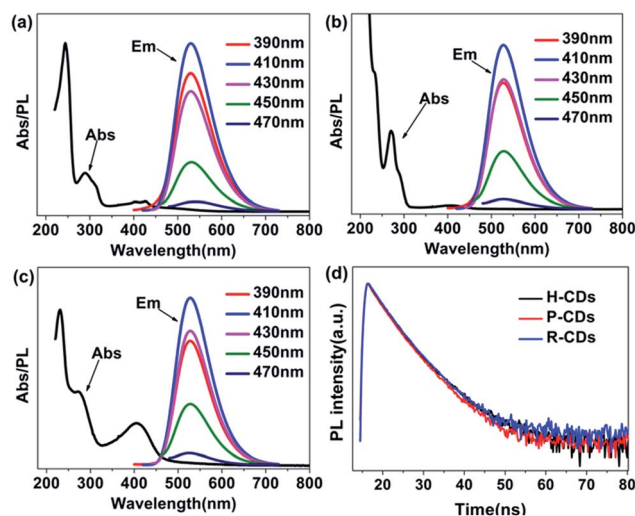 (a)
Em
Abs
390nm
410nm
430nm
450nm
470nm
Abs/PL
200 300 400 500 600 700 800
Wavelength(nm)
(b)
Em
Abs
390nm
410nm
430nm
450nm
470nm
Abs/PL
200 300 400 500 600 700 800
Wavelength(nm)
(c)
Em
Abs
390nm
410nm
430nm
450nm
470nm
Abs/PL
200 300 400 500 600 700 800
Wavelength(nm)
(d)
H-CDs
P-CDs
R-CDs
PL intensity(a.u.)
20 30 40 50 60 70 80
Time(ns)